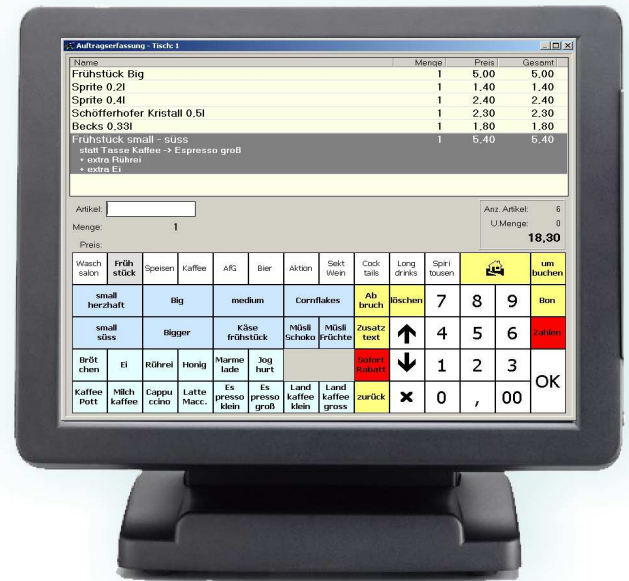 Auftragserfassung - Tisch: 1
Name Menge Preis Gesamt
Frühstück Big 1 5,00 5,00
Sprite 0,2l 1 1,40 1,40
Sprite 0,4l 1 2,40 2,40
Schöfferhofer Kristall 0,5l 1 2,30 2,30
Becks 0,33l 1 1,80 1,80
Frühstück small - süss 1 5,40 5,40
statt Tasse Kaffee -> Espresso groß
+ extra Rührei
+ extra Ei
Artikel: Anz. Artikel: 6
Menge: 1 U.Menge: 0
18,30
Preis:
Wasch Früh Speisen Kaffee AfG Bier Aktion Sekt Cock Long Spiri um
salon stück Wein tails drinks tousen buchen
small Big medium Cornflakes Ab löschen 7 8 9 Bon
herzhaft bruch
small Bigger Käse Müsli Müsli Zusatz 4 5 6 Zahlen
süss frühstück Schoko Früchte text
Bröt Ei Rührei Honig Marme Jog Sofort 1 2 3
chen lade hurt Rabatt
OK
Kaffee Milch Cappu Latte Es Es Land Land zurück 0 , 00
Pott kaffee ccino Macc. presso presso kaffee kaffee
klein groß klein gross